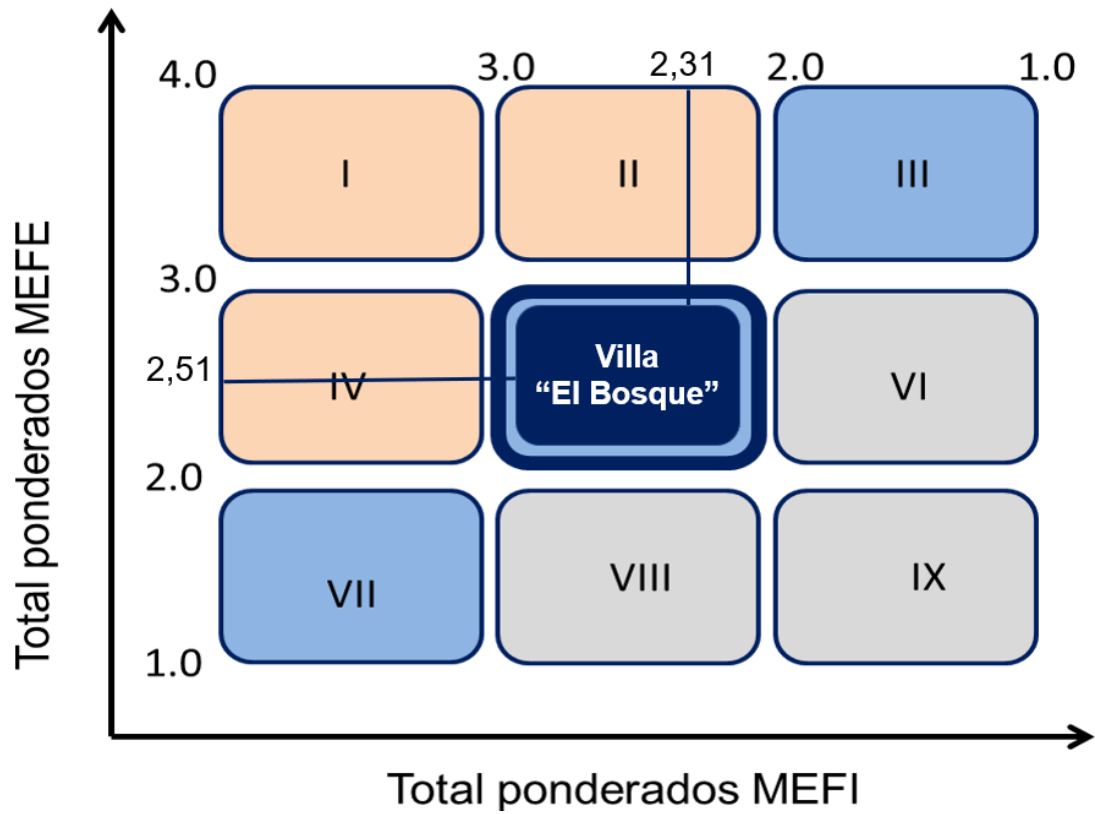 4.0
3.0
2,31
2.0
1.0
I
II
III
3.0
2,51
IV
Villa
“El Bosque”
VI
2.0
VII
VIII
IX
1.0
Total ponderados MEFE
Total ponderados MEFI